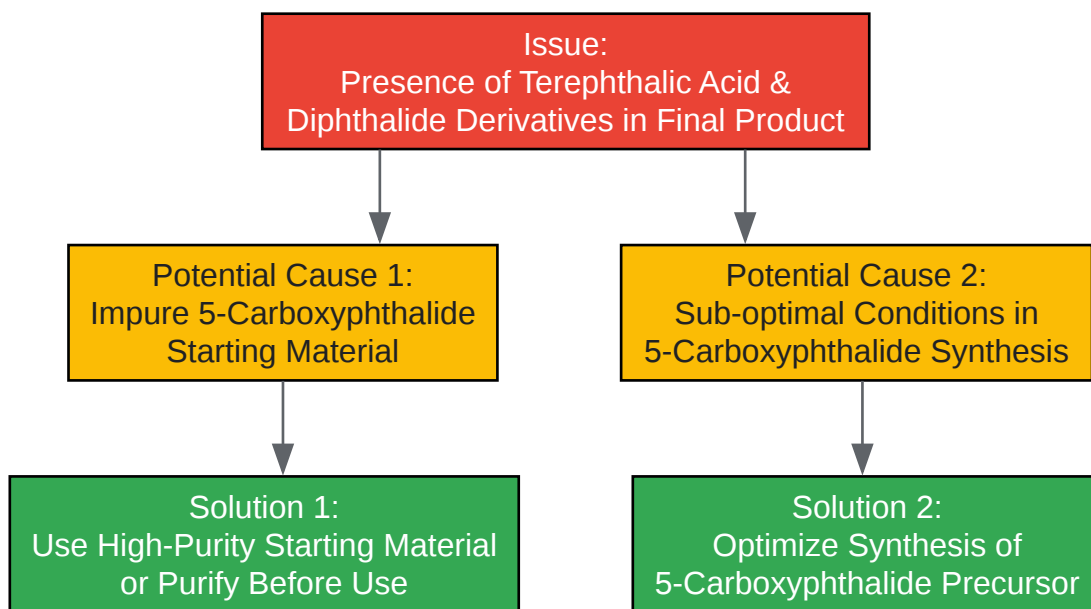 Issue:
Presence of Terephthalic Acid &
Diphthalide Derivatives in Final Product
Potential Cause 1:
Impure 5-Carboxyphthalide
Starting Material
Potential Cause 2:
Sub-optimal Conditions in
5-Carboxyphthalide Synthesis
Solution 1:
Use High-Purity Starting Material
or Purify Before Use
Solution 2:
Optimize Synthesis of
5-Carboxyphthalide Precursor